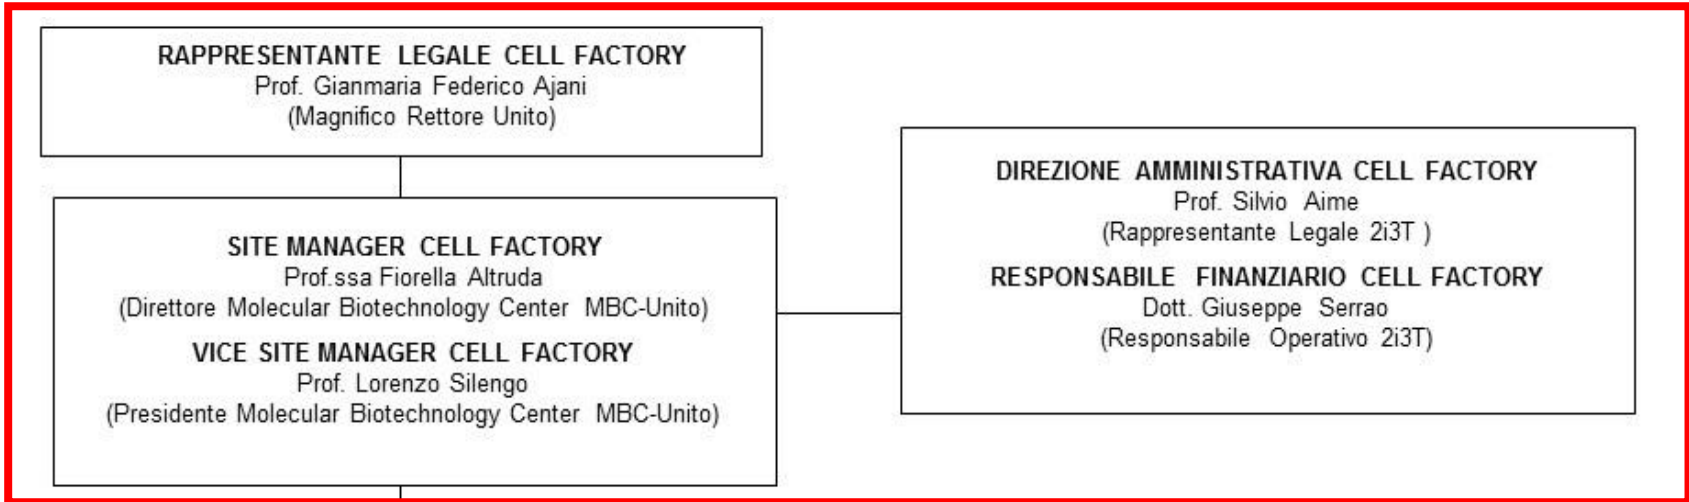 RAPPRESENTANTE LEGALE CELL FACTORY
Prof. Gianmaria Federico Ajani
(Magnifico Rettore Unito)
SITE MANAGER CELL FACTORY
Prof.ssa Fiorella Altruda
(Direttore Molecular Biotechnology Center MBC-Unito)
VICE SITE MANAGER CELL FACTORY
Prof. Lorenzo Silengo
(Presidente Molecular Biotechnology Center MBC-Unito)
DIREZIONE AMMINISTRATIVA CELL FACTORY
Prof. Silvio Aime
(Rappresentante Legale 2i3T )
RESPONSABILE FINANZIARIO CELL FACTORY
Dott. Giuseppe Serrao
(Responsabile Operativo 2i3T)